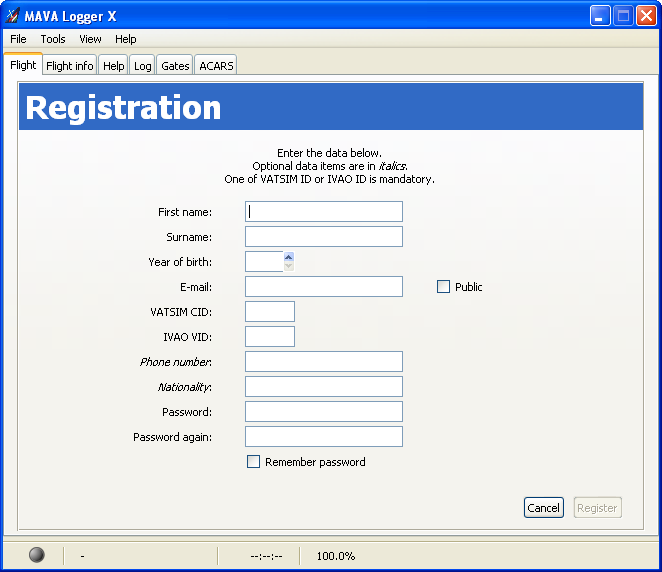 MAVA Logger X
File Tools View Help
Flight Flight info Help Log Gates ACARS
Registration
Enter the data below.
Optional data items are in italics.
One of VATSIM ID or IVAO ID is mandatory.
First name:
Surname:
Year of birth:
E-mail: Public
VATSIM CID:
IVAO VID:
Phone number:
Nationality:
Password:
Password again:
Remember password
Cancel Register
- --:--:-- 100.0%